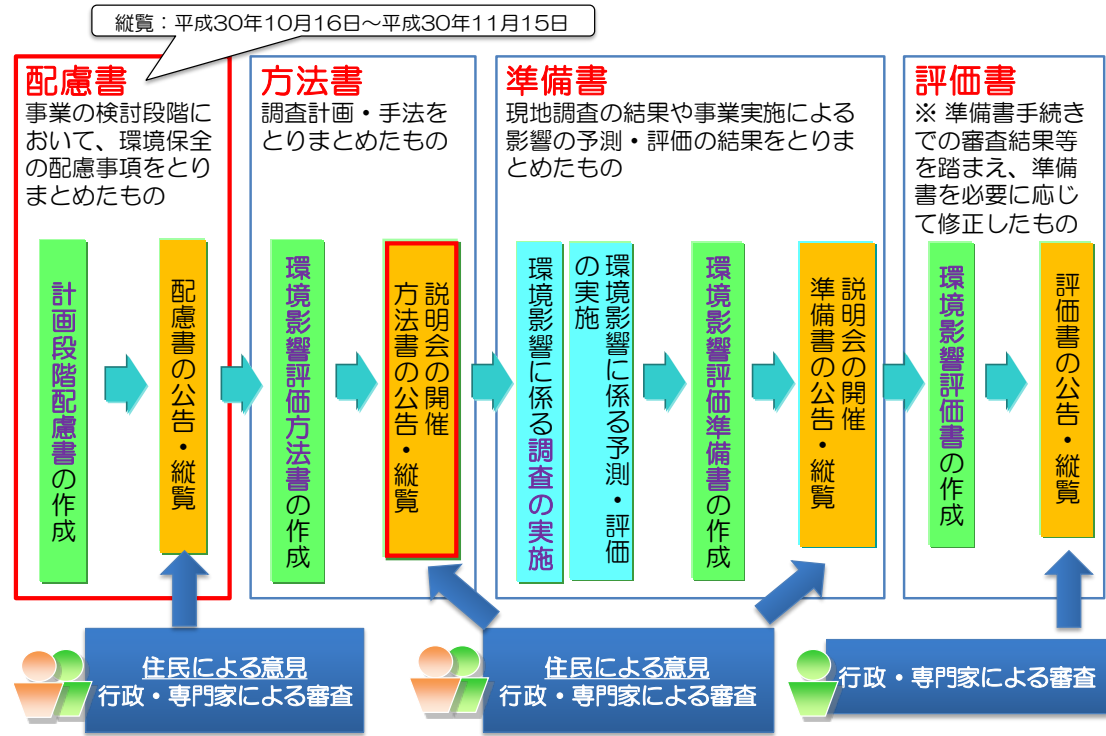 縦覧：平成30年10月16日～平成30年11月15日
配慮書
事業の検討段階に
おいて、環境保全
の配慮事項をとり
まとめたもの
計画段階配慮書の作成
配慮書の公告・縦覧
方法書
調査計画・手法を
とりまとめたもの
環境影響評価方法書の作成
説明会の開催
方法書の公告・縦覧
準備書
現地調査の結果や事業実施による
影響の予測・評価の結果をとりま
とめたもの
環境影響に係る調査の実施
環境影響に係る予測・評価
の実施
環境影響評価準備書の作成
説明会の開催
準備書の公告・縦覧
評価書
※ 準備書手続き
での審査結果等
を踏まえ、準備
書を必要に応じ
て修正したもの
環境影響評価書の作成
評価書の公告・縦覧
住民による意見
行政・専門家による審査
住民による意見
行政・専門家による審査
行政・専門家による審査